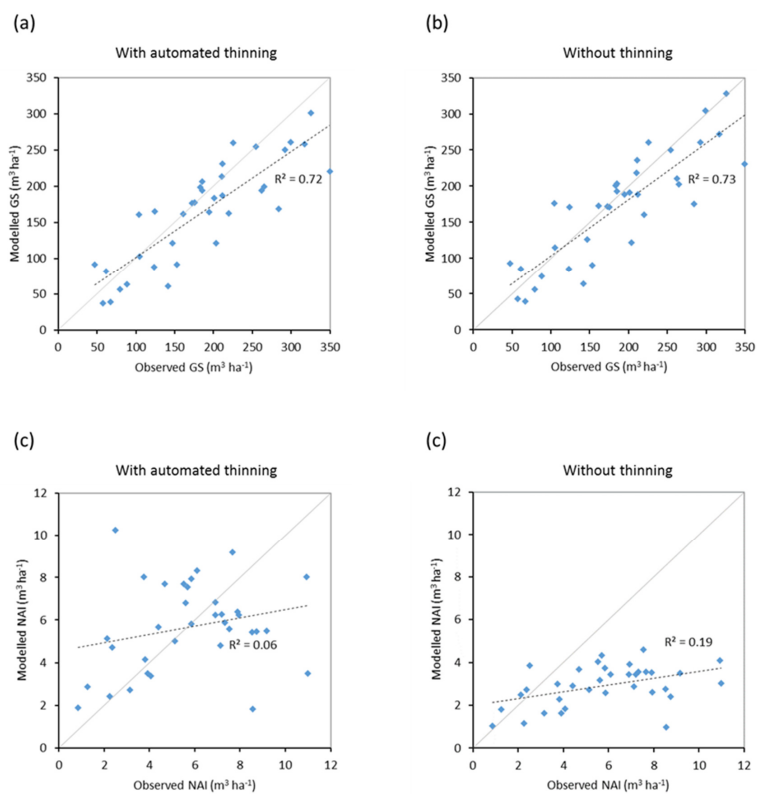 (a)
With automated thinning
350
300
250
200
150
100
50
0
Modelled GS (m³ ha⁻¹)
R² = 0.72
0 50 100 150 200 250 300 350
Observed GS (m³ ha⁻¹)
(b)
Without thinning
350
300
250
200
150
100
50
0
Modelled GS (m³ ha⁻¹)
R² = 0.73
0 50 100 150 200 250 300 350
Observed GS (m³ ha⁻¹)
(c)
With automated thinning
12
10
8
6
4
2
0
Modelled NAI (m³ ha⁻¹)
R² = 0.06
0 2 4 6 8 10 12
Observed NAI (m³ ha⁻¹)
(c)
Without thinning
12
10
8
6
4
2
0
Modelled NAI (m³ ha⁻¹)
R² = 0.19
0 2 4 6 8 10 12
Observed NAI (m³ ha⁻¹)